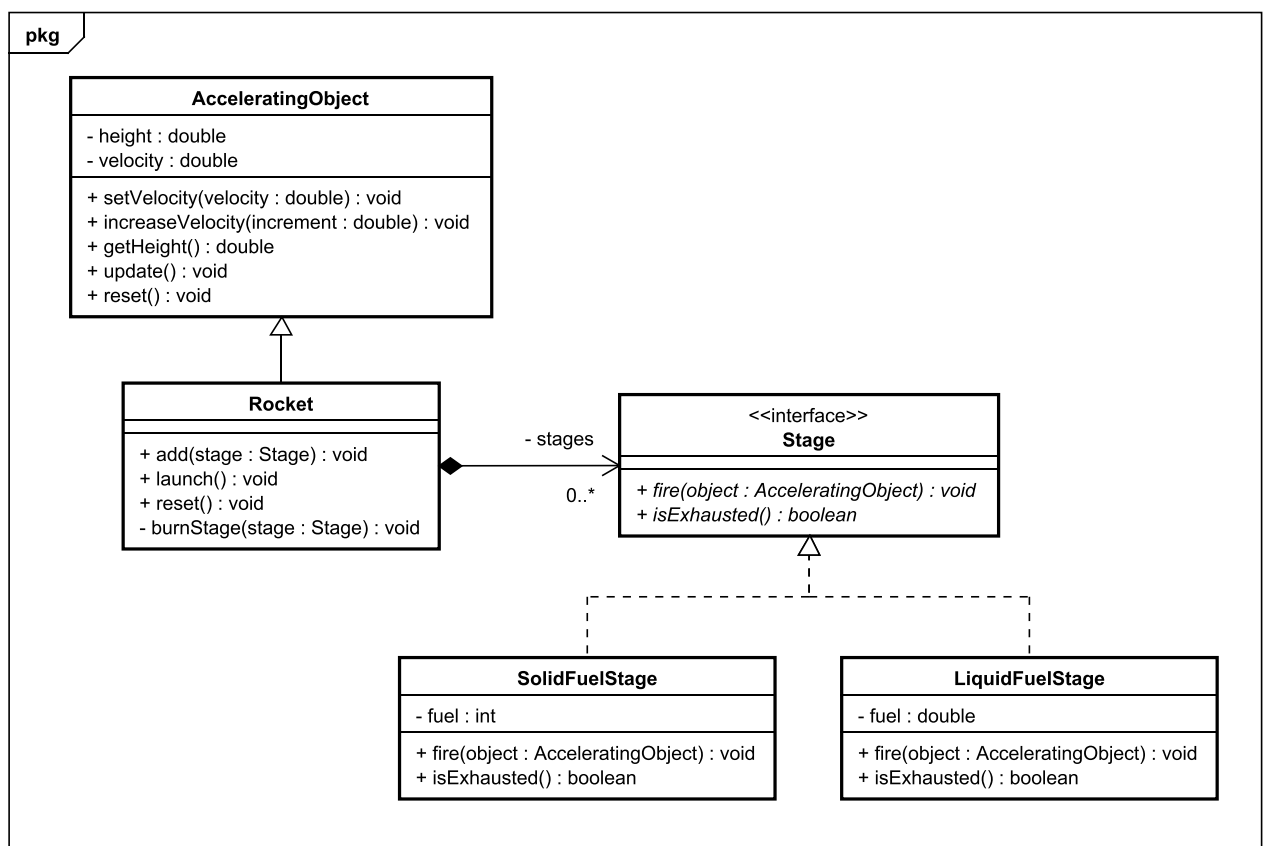 pkg
AcceleratingObject
- height : double
- velocity : double
+ setVelocity(velocity : double) : void
+ increaseVelocity(increment : double) : void
+ getHeight() : double
+ update() : void
+ reset() : void
Rocket
+ add(stage : Stage) : void
+ launch() : void
+ reset() : void
- burnStage(stage : Stage) : void
- stages
0..*
<<interface>>
Stage
+ fire(object : AcceleratingObject) : void
+ isExhausted() : boolean
SolidFuelStage
- fuel : int
+ fire(object : AcceleratingObject) : void
+ isExhausted() : boolean
LiquidFuelStage
- fuel : double
+ fire(object : AcceleratingObject) : void
+ isExhausted() : boolean